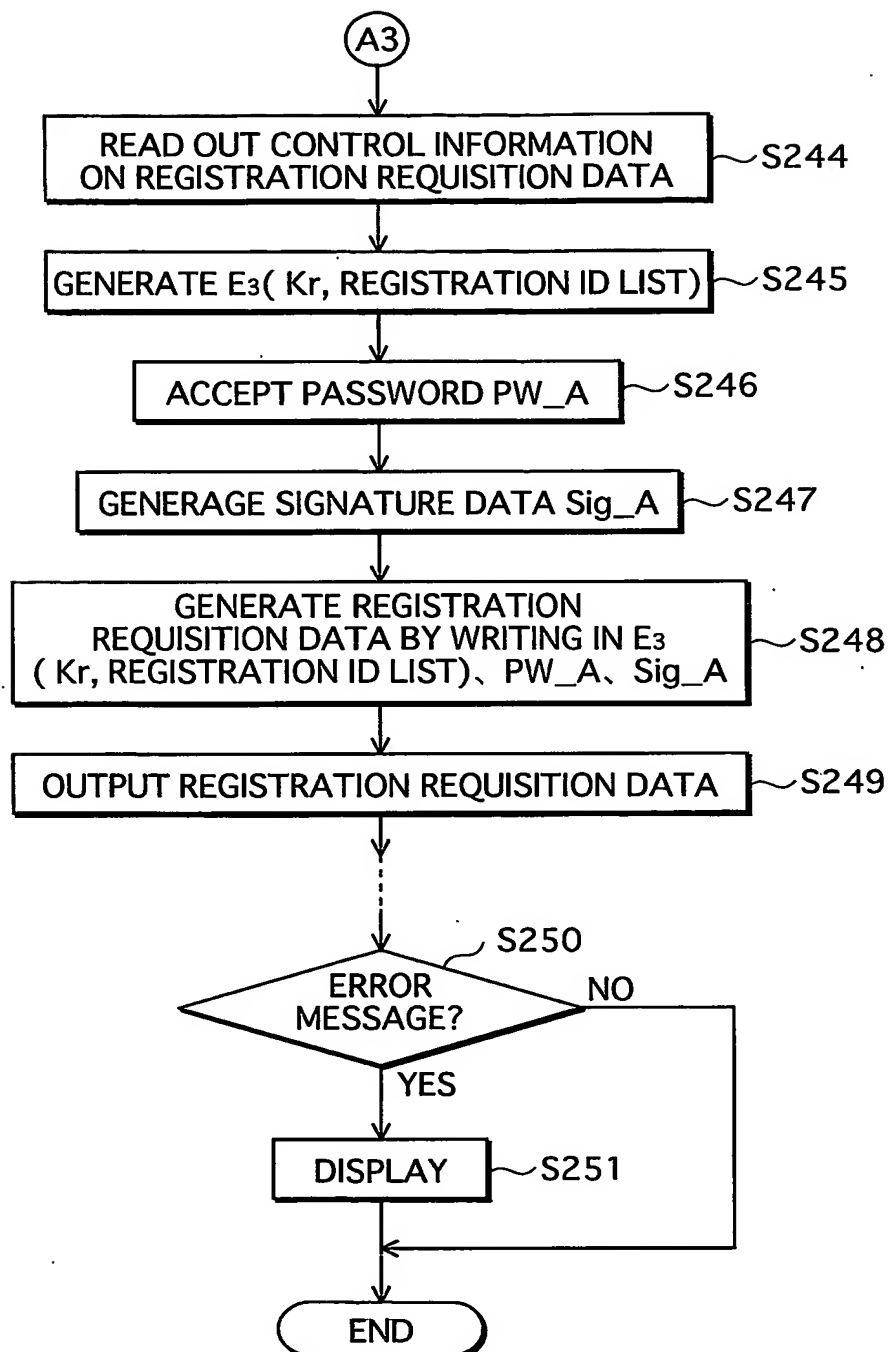 A3
READ OUT CONTROL INFORMATION
ON REGISTRATION REQUISITION DATA
S244
GENERATE E3( Kr, REGISTRATION ID LIST)
S245
ACCEPT PASSWORD PW_A
S246
GENERAGE SIGNATURE DATA Sig_A
S247
GENERATE REGISTRATION
REQUISITION DATA BY WRITING IN E3
( Kr, REGISTRATION ID LIST)、PW_A、Sig_A
S248
OUTPUT REGISTRATION REQUISITION DATA
S249
S250
ERROR
MESSAGE?
NO
YES
DISPLAY
S251
END